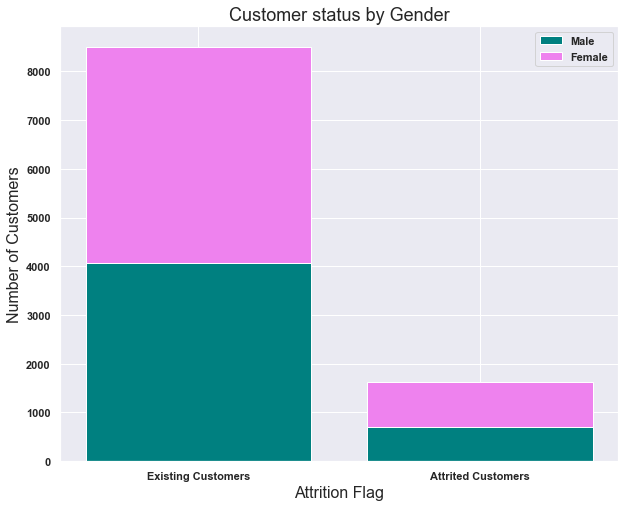 Customer status by Gender
Male
Female
8000
7000
6000
5000
4000
3000
2000
1000
0
Number of Customers
Existing Customers
Attrited Customers
Attrition Flag